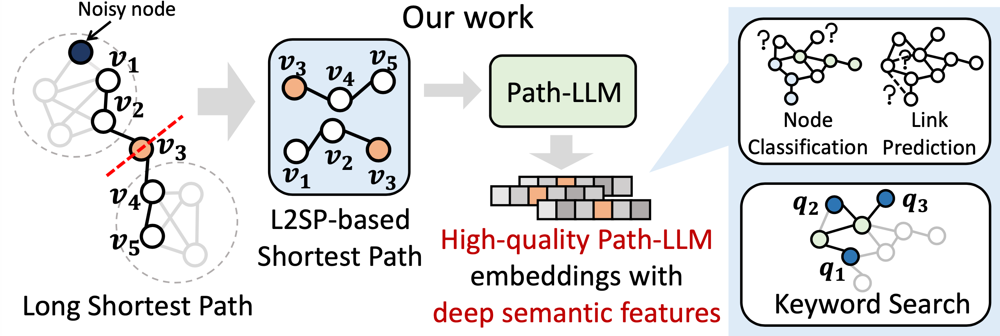 Noisy node
v1
v2
v3
v4
v5
Long Shortest Path
Our work
v3
v4
v5
v1
v2
v3
L2SP-based
Shortest Path
Path-LLM
High-quality Path-LLM
embeddings with
deep semantic features
? ?
Node
Classification
?
?
Link
Prediction
q2
q3
q1
Keyword Search